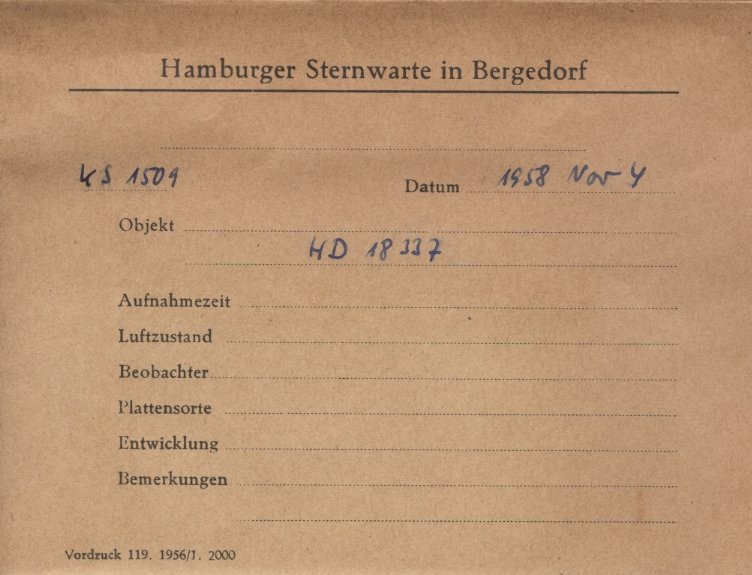 Hamburger Sternwarte in Bergedorf
KS 1509
Datum 1958 Nov 4
Objekt
HD 18337
Aufnahmezeit
Luftzustand
Beobachter
Plattensorte
Entwicklung
Bemerkungen
Vordruck 119. 1956/1. 2000